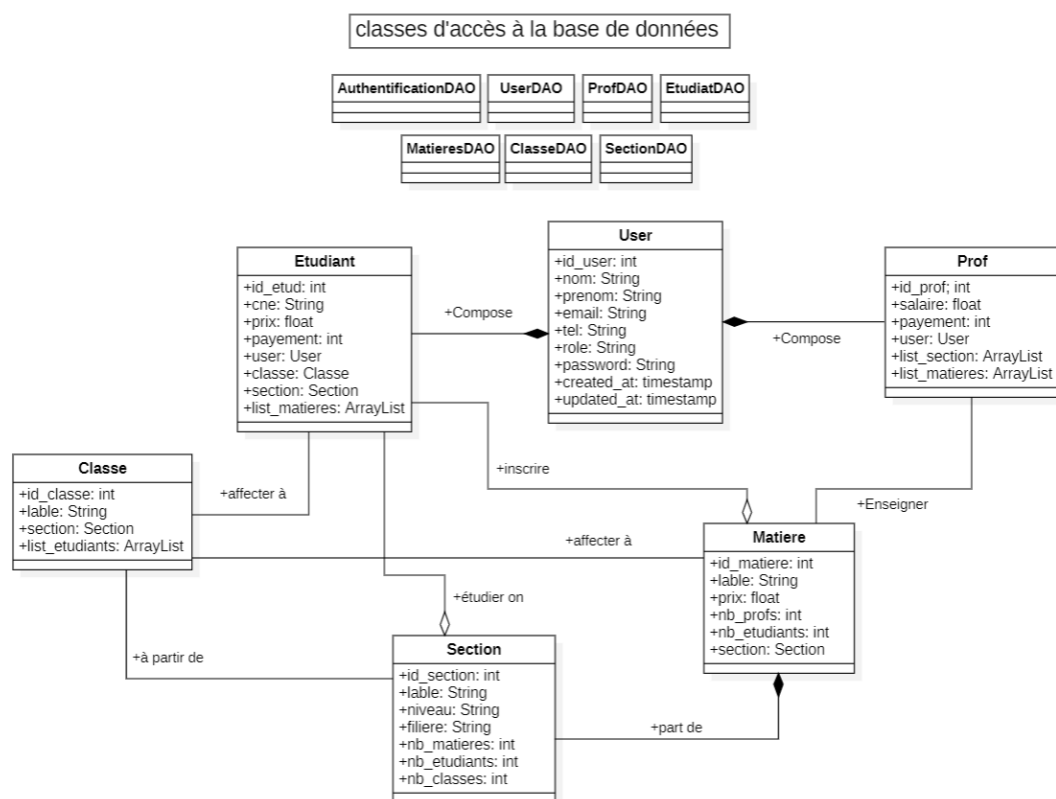 classes d'accès à la base de données
AuthentificationDAO
UserDAO
ProfDAO
EtudiatDAO
MatieresDAO
ClasseDAO
SectionDAO
User
+id_user: int
+nom: String
+prenom: String
+email: String
+tel: String
+role: String
+password: String
+created_at: timestamp
+updated_at: timestamp
Etudiant
+id_etud: int
+cne: String
+prix: float
+payement: int
+user: User
+classe: Classe
+section: Section
+list_matieres: ArrayList
+Compose
Prof
+id_prof; int
+salaire: float
+payement: int
+user: User
+list_section: ArrayList
+list_matieres: ArrayList
+Compose
Classe
+id_classe: int
+lable: String
+section: Section
+list_etudiants: ArrayList
+affecter à
+inscrire
+Enseigner
+affecter à
Matiere
+id_matiere: int
+lable: String
+prix: float
+nb_profs: int
+nb_etudiants: int
+section: Section
+étudier on
+à partir de
Section
+id_section: int
+lable: String
+niveau: String
+filiere: String
+nb_matieres: int
+nb_etudiants: int
+nb_classes: int
+part de